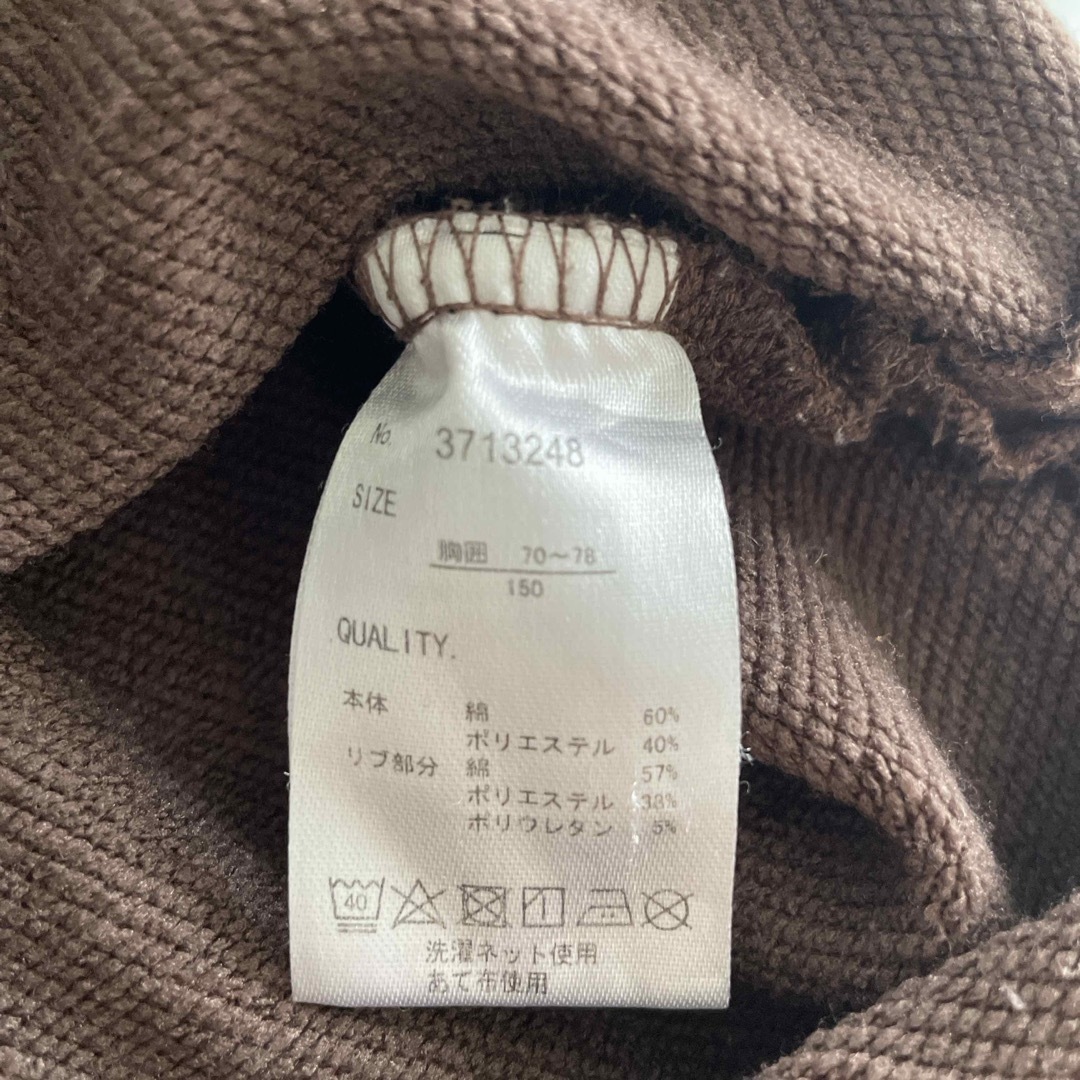 No. 3713248
SIZE
胸囲 70～78
150
QUALITY.
本体 綿 60%
ポリエステル 40%
リブ部分 綿 57%
ポリエステル 38%
ポリウレタン 5%
40
洗濯ネット使用
あて布使用